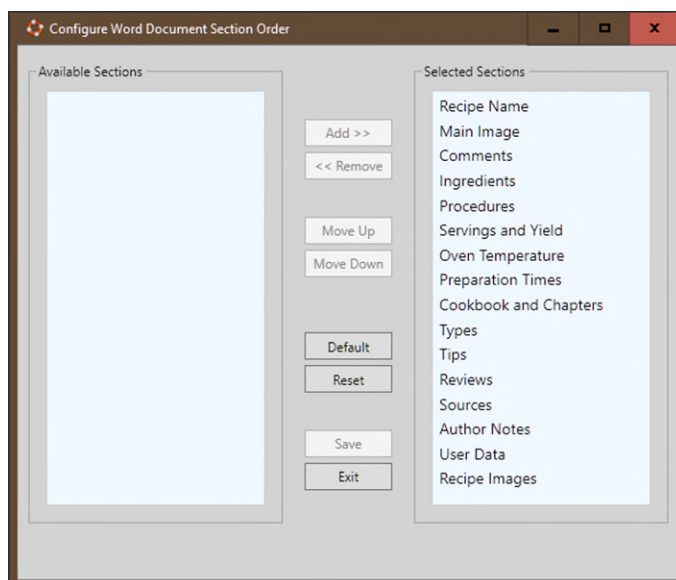 Configure Word Document Section Order
Available Sections
Add >>
<< Remove
Move Up
Move Down
Default
Reset
Save
Exit
Selected Sections
Recipe Name
Main Image
Comments
Ingredients
Procedures
Servings and Yield
Oven Temperature
Preparation Times
Cookbook and Chapters
Types
Tips
Reviews
Sources
Author Notes
User Data
Recipe Images